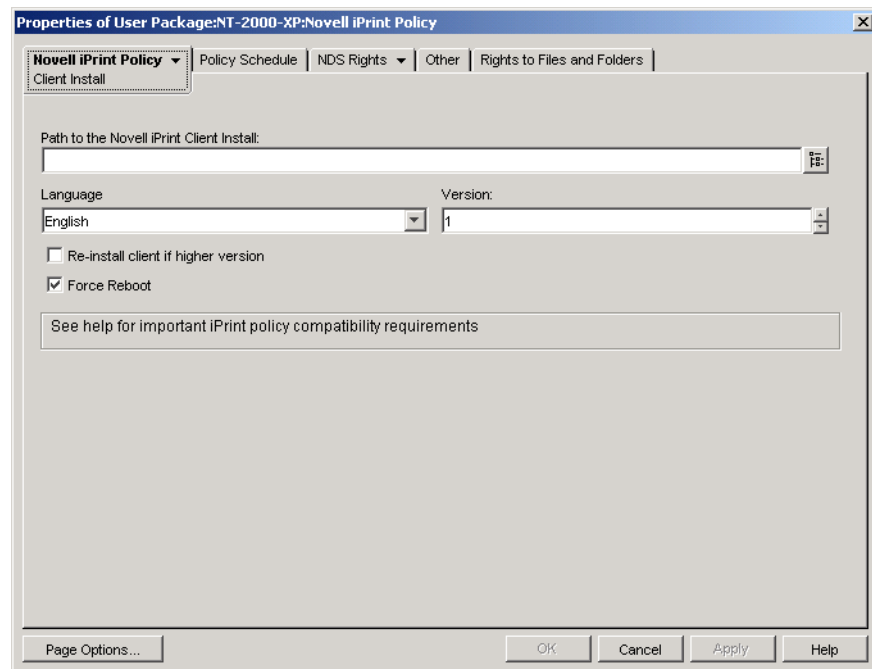 Properties of User Package:NT-2000-XP:Novell iPrint Policy
Novell iPrint Policy Policy Schedule NDS Rights Other Rights to Files and Folders
Client Install
Path to the Novell iPrint Client Install:
Language Version:
English 1
Re-install client if higher version
Force Reboot
See help for important iPrint policy compatibility requirements
Page Options... OK Cancel Apply Help